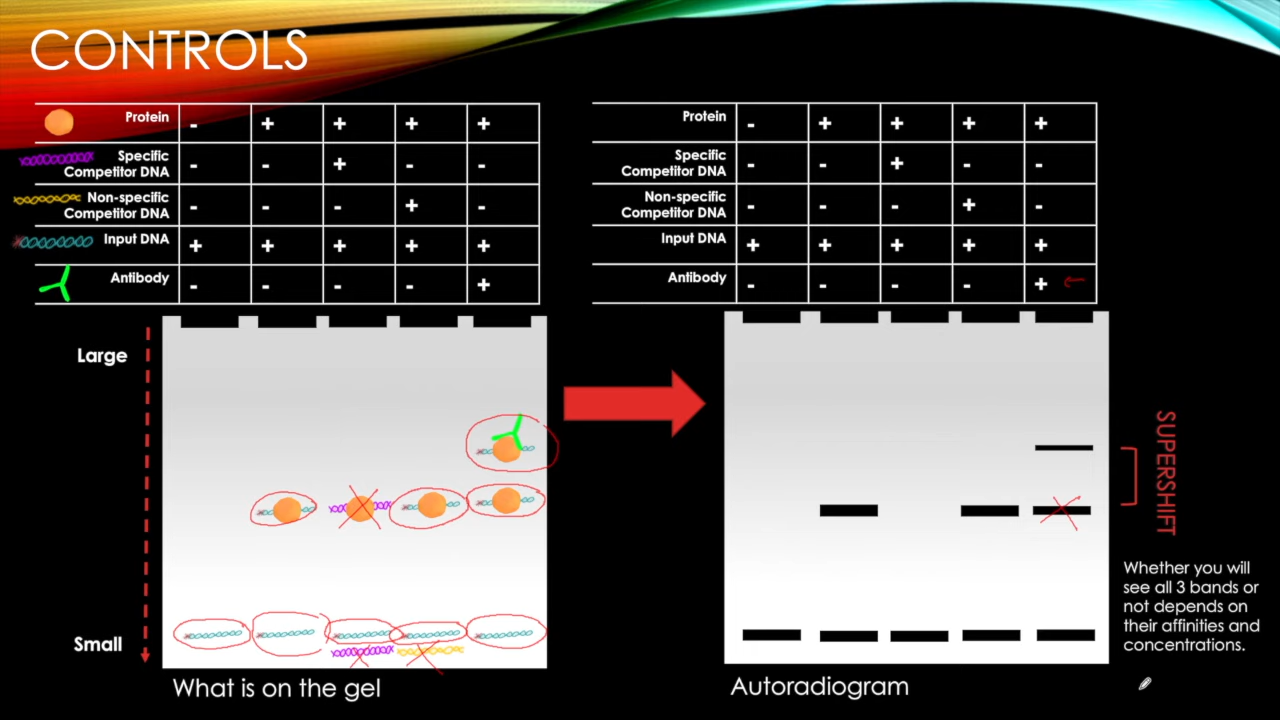 CONTROLS
Protein - + + + +
Specific
Competitor DNA - - + - -
Non-specific
Competitor DNA - - - + -
Input DNA + + + + +
Antibody - - - - +
Protein - + + + +
Specific
Competitor DNA - - + - -
Non-specific
Competitor DNA - - - + -
Input DNA + + + + +
Antibody - - - - +
Large
Small
SUPERSHIFT
Whether you will
see all 3 bands or
not depends on
their affinities and
concentrations.
What is on the gel
Autoradiogram